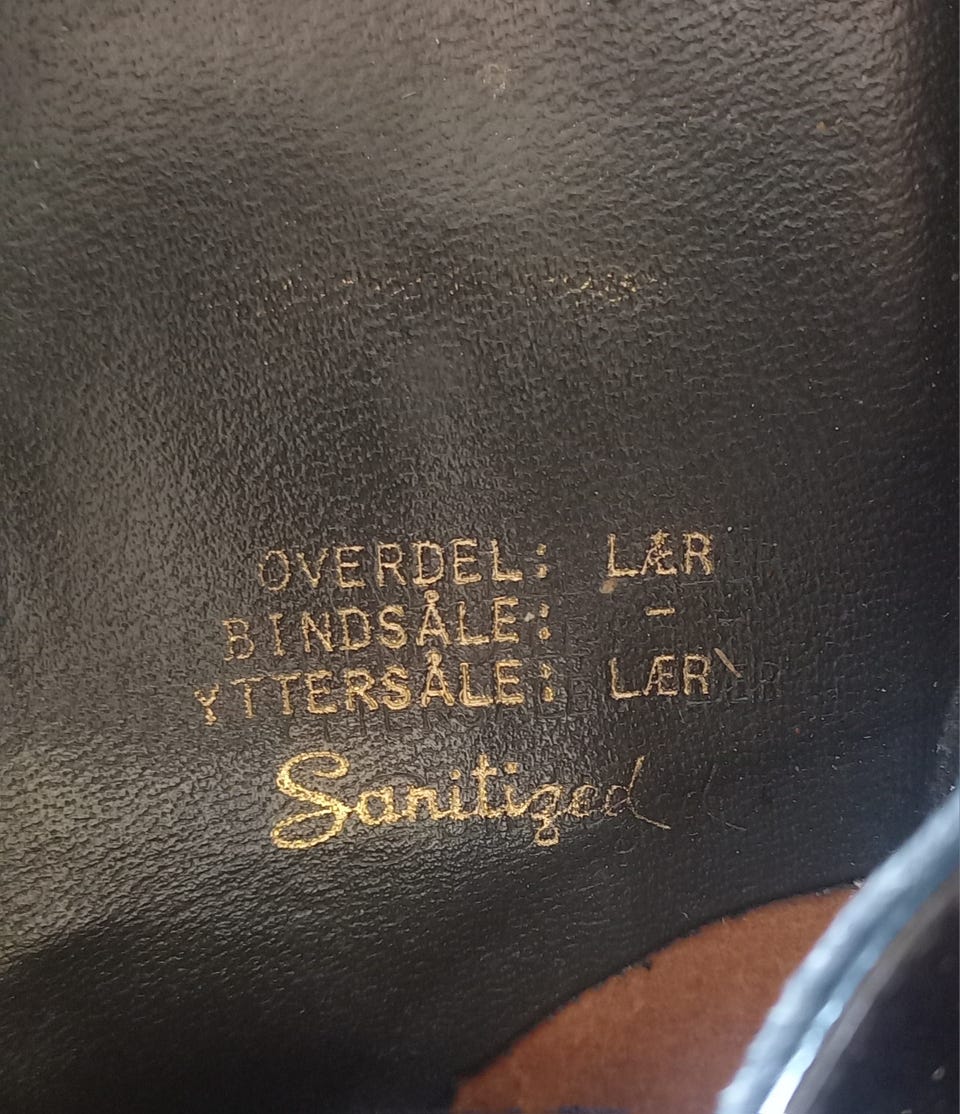 OVERDEL: LÆR
BINDSÅLE: -
YTTERSÅLE: LÆR
Sanitized